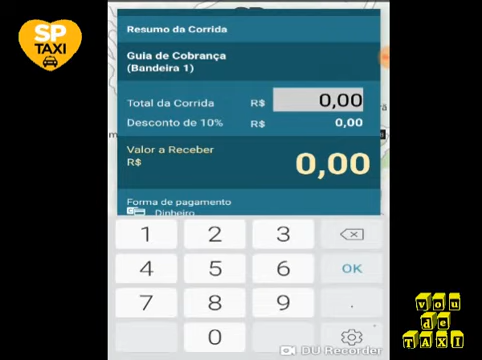 SP
TAXI
Resumo da Corrida
Guia de Cobrança
(Bandeira 1)
Total da Corrida R$ 0,00
Desconto de 10% R$ 0,00
Valor a Receber
R$ 0,00
Forma de pagamento
Dinheiro
1 2 3
4 5 6 OK
7 8 9 .
0
DU Recorder
vou
de
TAXI